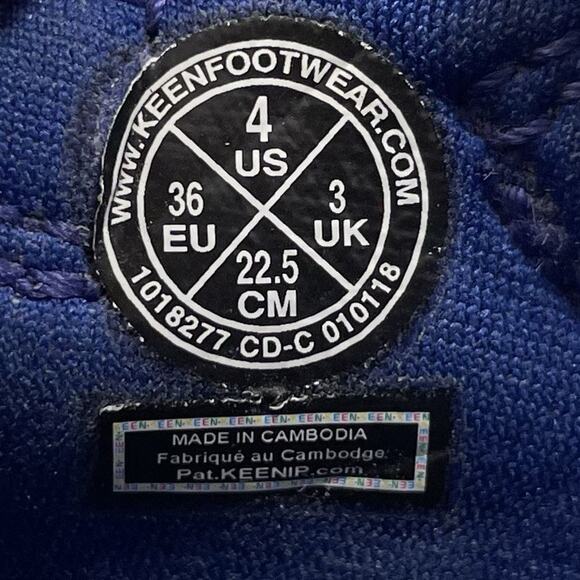 www.KEENFOOTWEAR.COM
4
US
36
EU
3
UK
22.5
CM
1018277 CD-C 010118
MADE IN CAMBODIA
Fabriqué au Cambodge
Pat.KEENIP.com